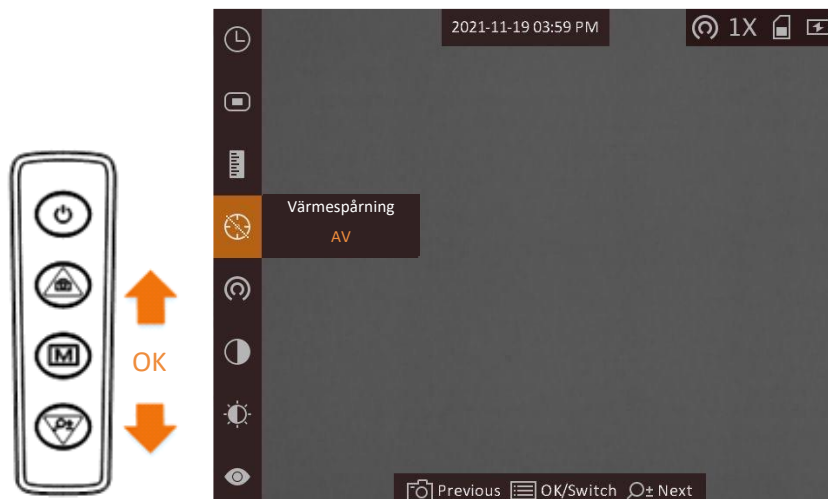 2021-11-19 03:59 PM
1X
Värmespårning
AV
M
OK
Previous OK/Switch Next